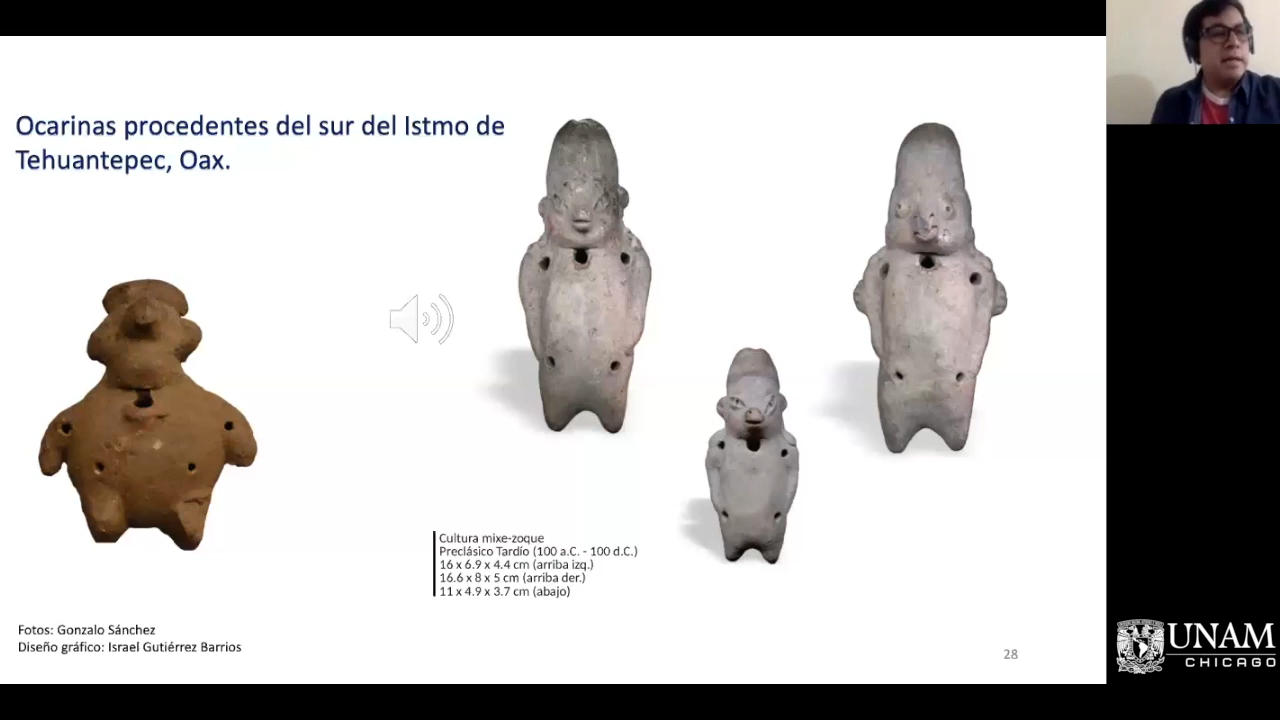 Ocarinas procedentes del sur del Istmo de
Tehuantepec, Oax.
Cultura mixe-zoque
Preclásico Tardío (100 a.C. - 100 d.C.)
16 x 6.9 x 4.4 cm (arriba izq.)
16.6 x 8 x 5 cm (arriba der.)
11 x 4.9 x 3.7 cm (abajo)
Fotos: Gonzalo Sánchez
Diseño gráfico: Israel Gutiérrez Barrios
28
UNAM
CHICAGO